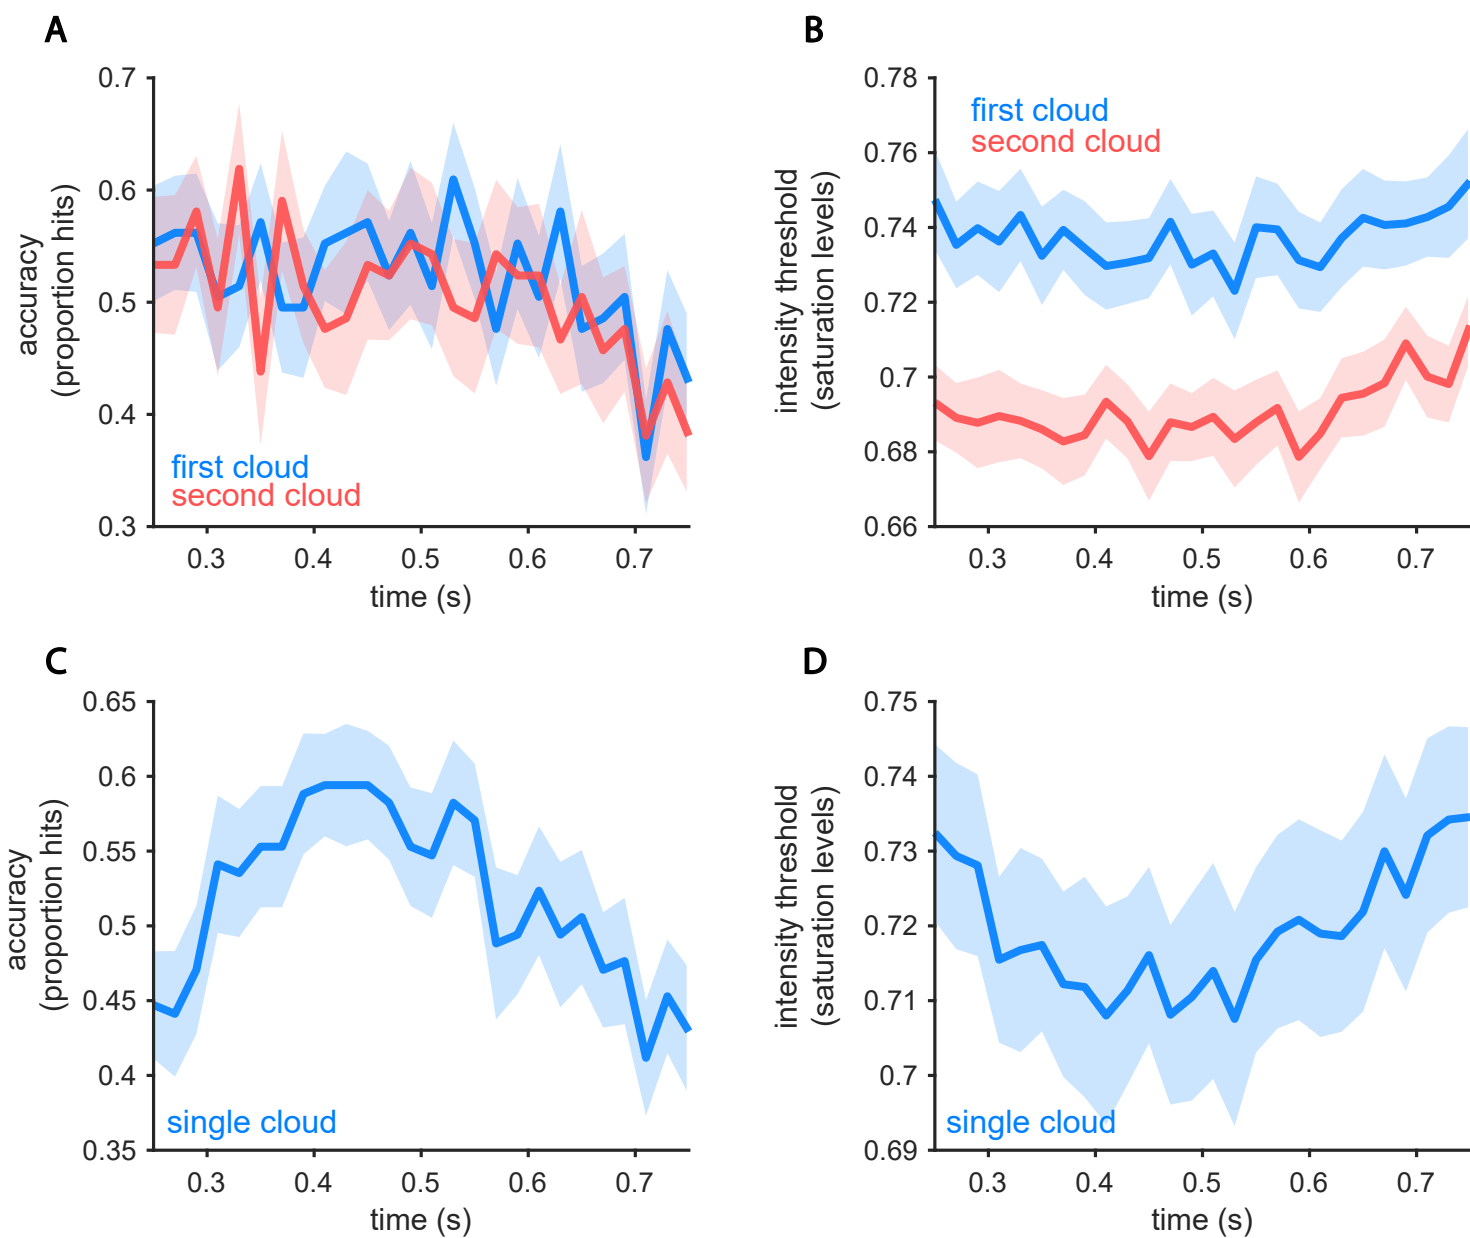 A
accuracy
(proportion hits)
0.7
0.6
0.5
0.4
0.3
first cloud
second cloud
0.3 0.4 0.5 0.6 0.7
time (s)
B
intensity threshold
(saturation levels)
0.78
0.76
0.74
0.72
0.7
0.68
0.66
first cloud
second cloud
0.3 0.4 0.5 0.6 0.7
time (s)
C
accuracy
(proportion hits)
0.65
0.6
0.55
0.5
0.45
0.4
0.35
single cloud
0.3 0.4 0.5 0.6 0.7
time (s)
D
intensity threshold
(saturation levels)
0.75
0.74
0.73
0.72
0.71
0.7
0.69
single cloud
0.3 0.4 0.5 0.6 0.7
time (s)